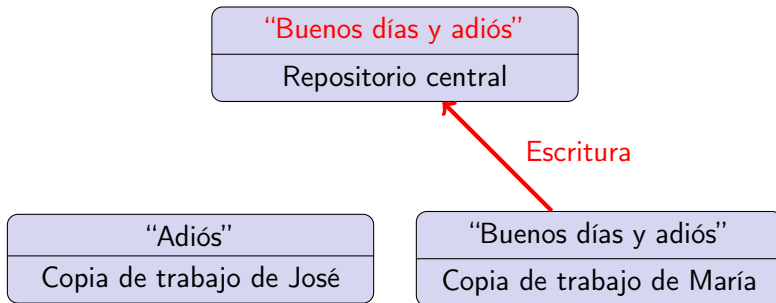 “Buenos días y adiós”
Repositorio central
Escritura
“Adiós”
Copia de trabajo de José
“Buenos días y adiós”
Copia de trabajo de María